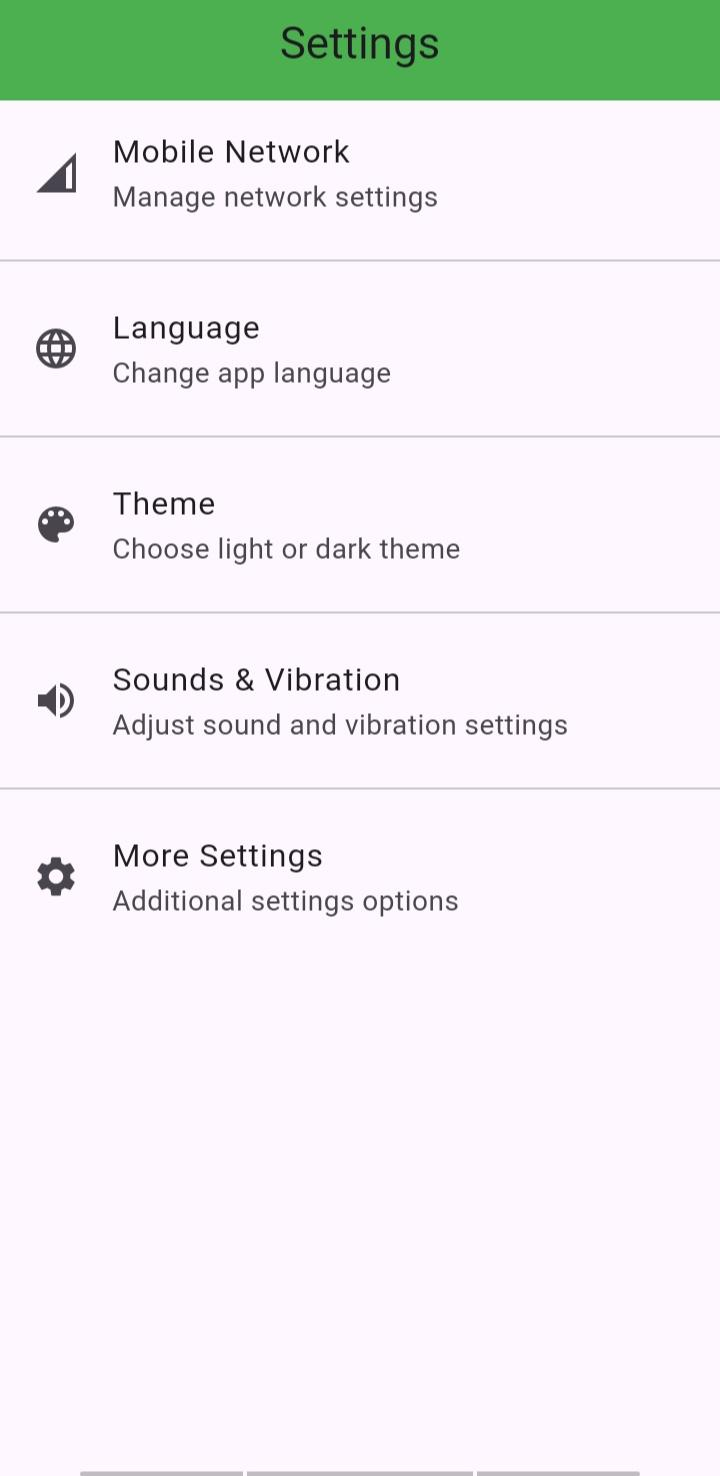 Settings
Mobile Network
Manage network settings
Language
Change app language
Theme
Choose light or dark theme
Sounds & Vibration
Adjust sound and vibration settings
More Settings
Additional settings options